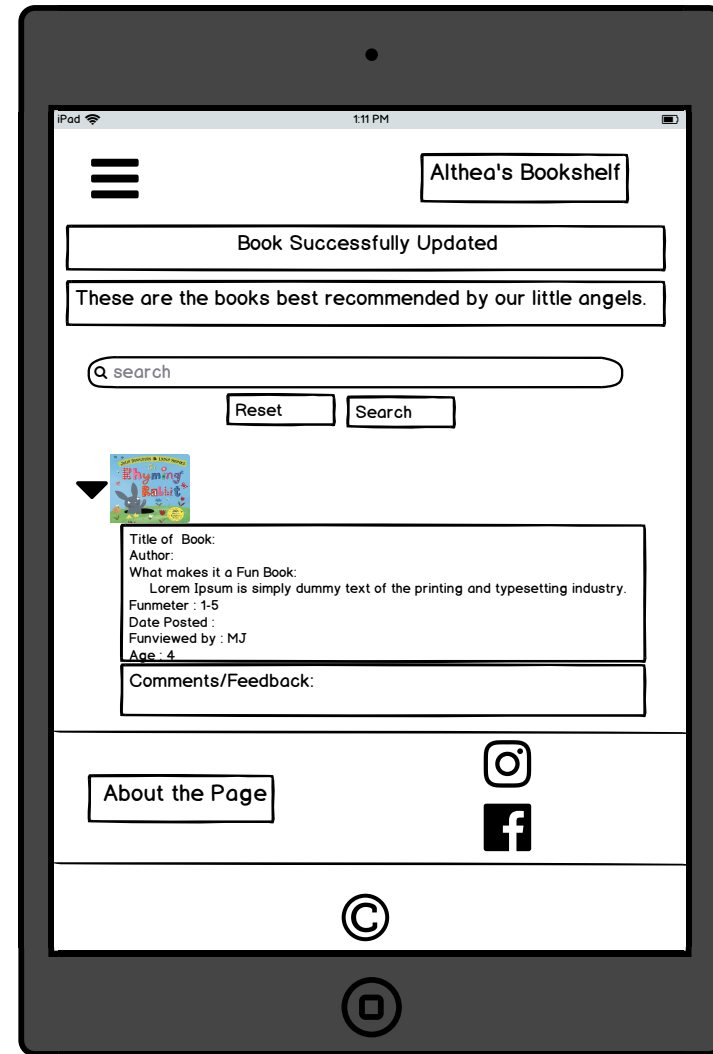 iPad
1:11 PM
Althea's Bookshelf
Book Successfully Updated
These are the books best recommended by our little angels.
search
Reset
Search
Rhyming
Rabbit
Title of Book:
Author:
What makes it a Fun Book:
Lorem Ipsum is simply dummy text of the printing and typesetting industry.
Funmeter : 1-5
Date Posted :
Funviewed by : MJ
Age : 4
Comments/Feedback:
About the Page
©